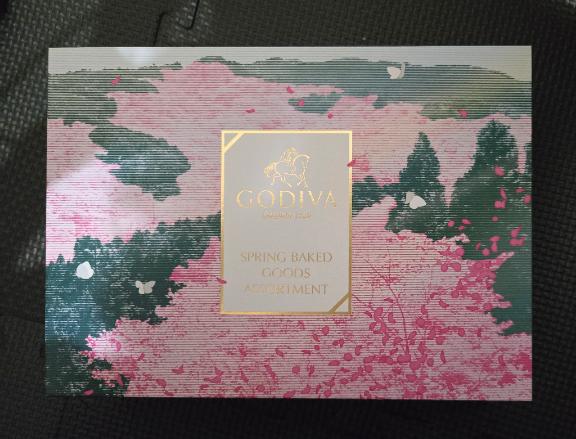 GODIVA
SPRING BAKED
GOODS
ASSORTMENT